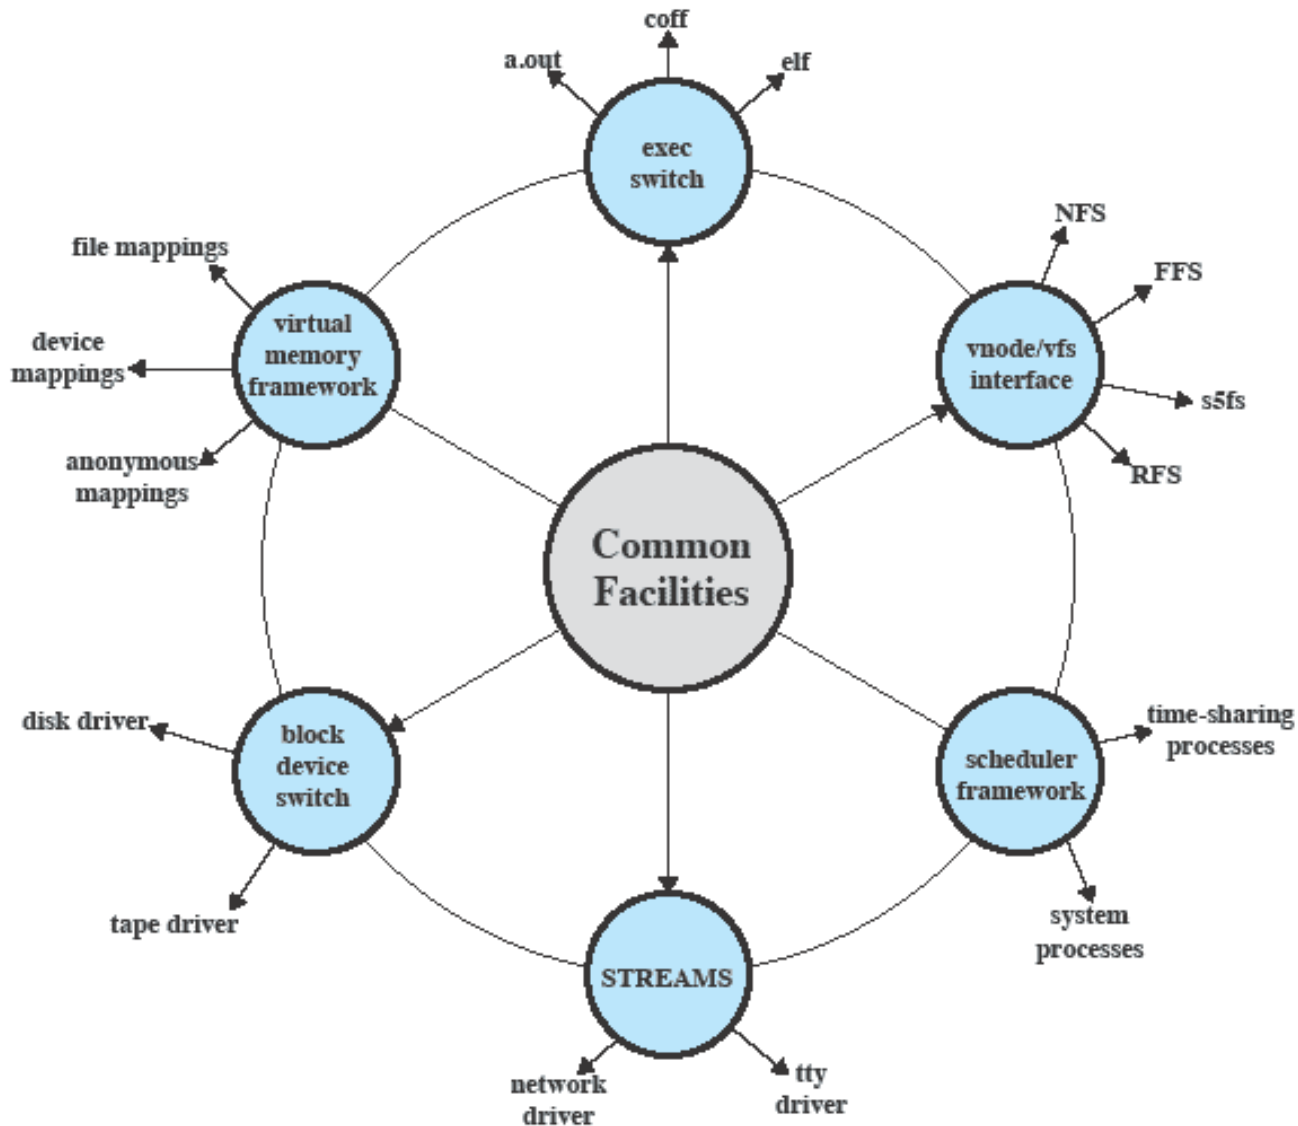 coff
a.out
elf
exec
switch
NFS
FFS
s5fs
RFS
vnode/vfs
interface
file mappings
device
mappings
anonymous
mappings
virtual
memory
framework
Common
Facilities
disk driver
tape driver
block
device
switch
time-sharing
processes
system
processes
scheduler
framework
STREAMS
network
driver
tty
driver